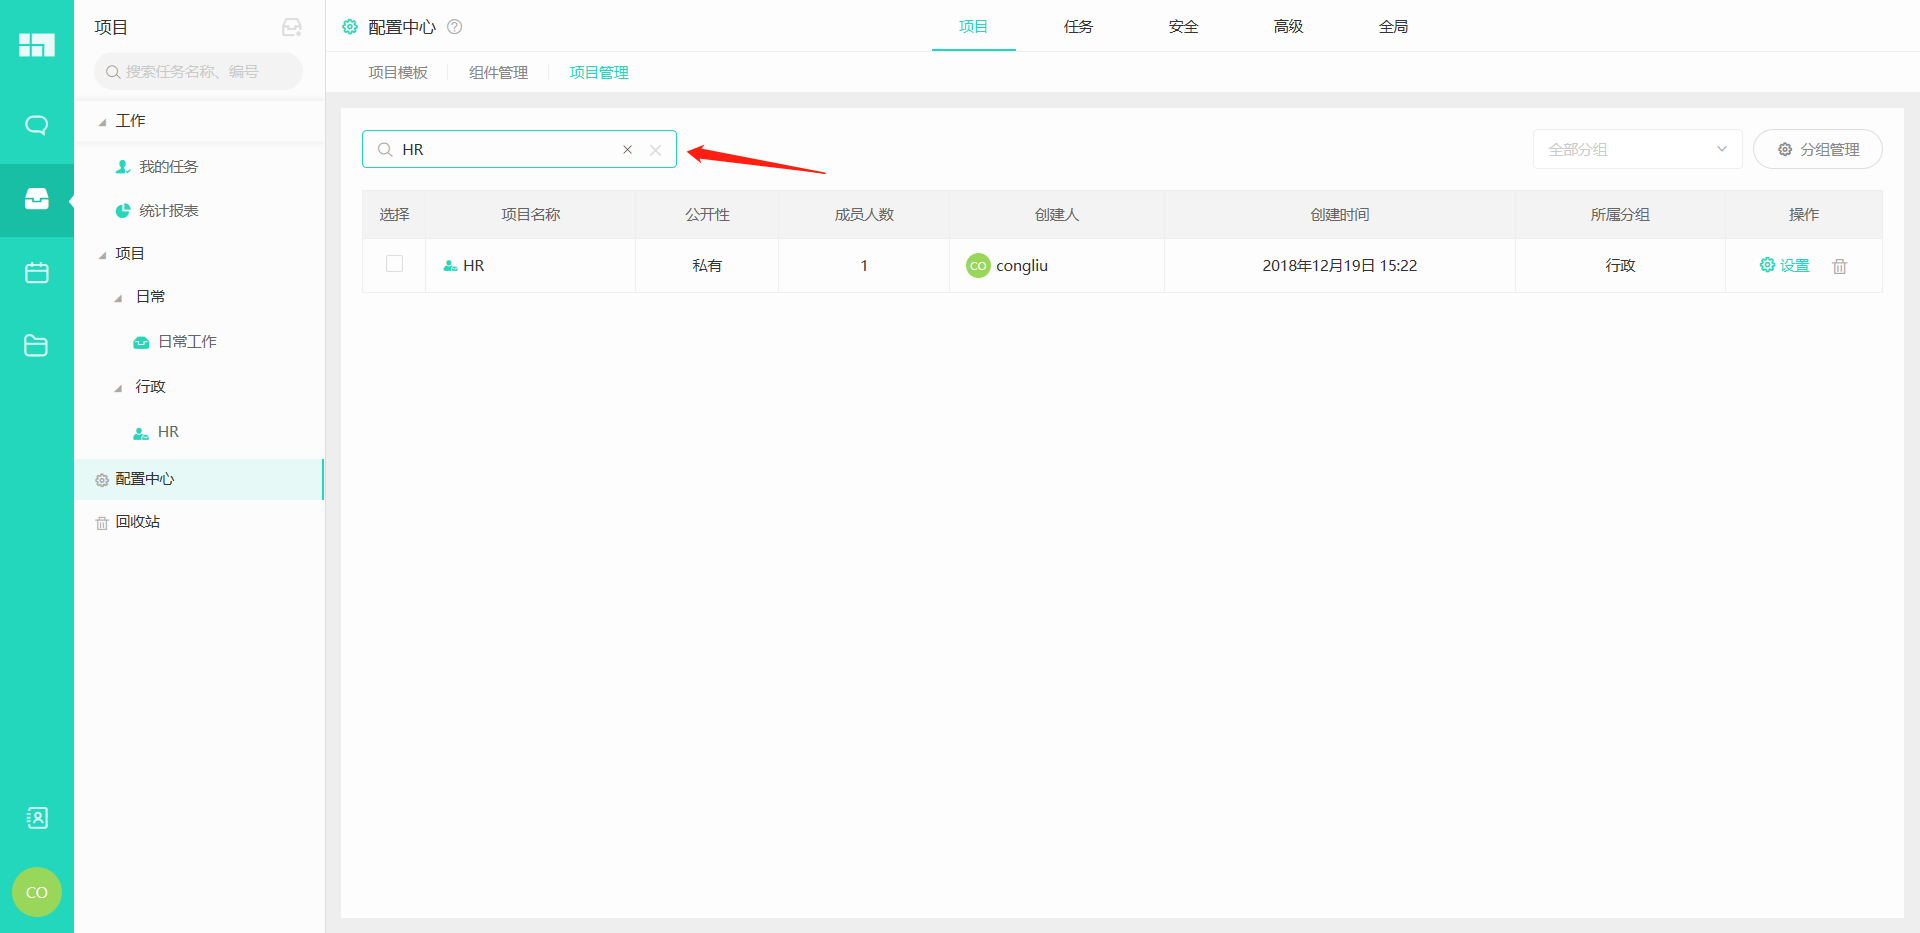 项目
搜索任务名称、编号
工作
我的任务
统计报表
项目
日常
日常工作
行政
HR
配置中心
回收站
CO
配置中心
项目 任务 安全 高级 全局
项目模板 组件管理 项目管理
HR
全部分组
分组管理
选择 项目名称 公开性 成员人数 创建人 创建时间 所属分组 操作
HR 私有 1 CO congliu 2018年12月19日 15:22 行政 设置